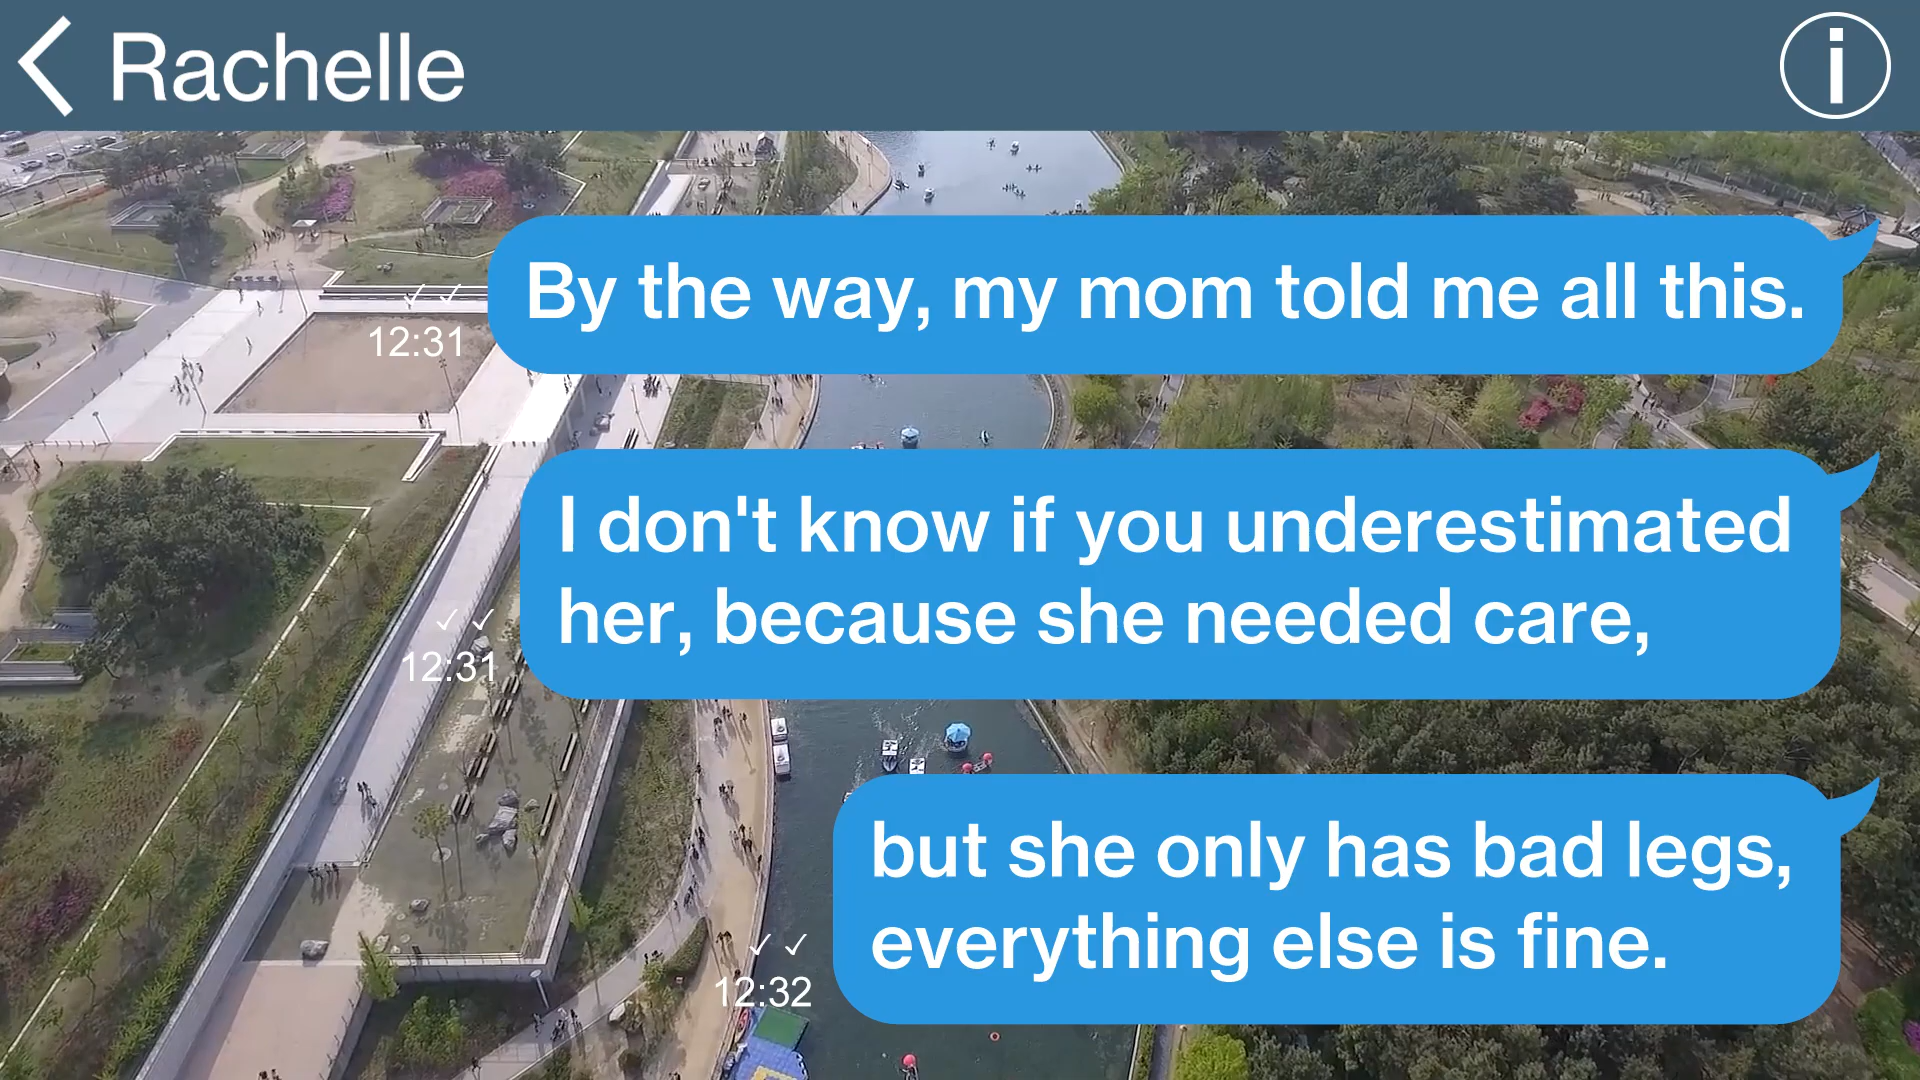 Rachelle
i
By the way, my mom told me all this.
12:31
I don't know if you underestimated
her, because she needed care,
12:31
but she only has bad legs,
everything else is fine.
12:32